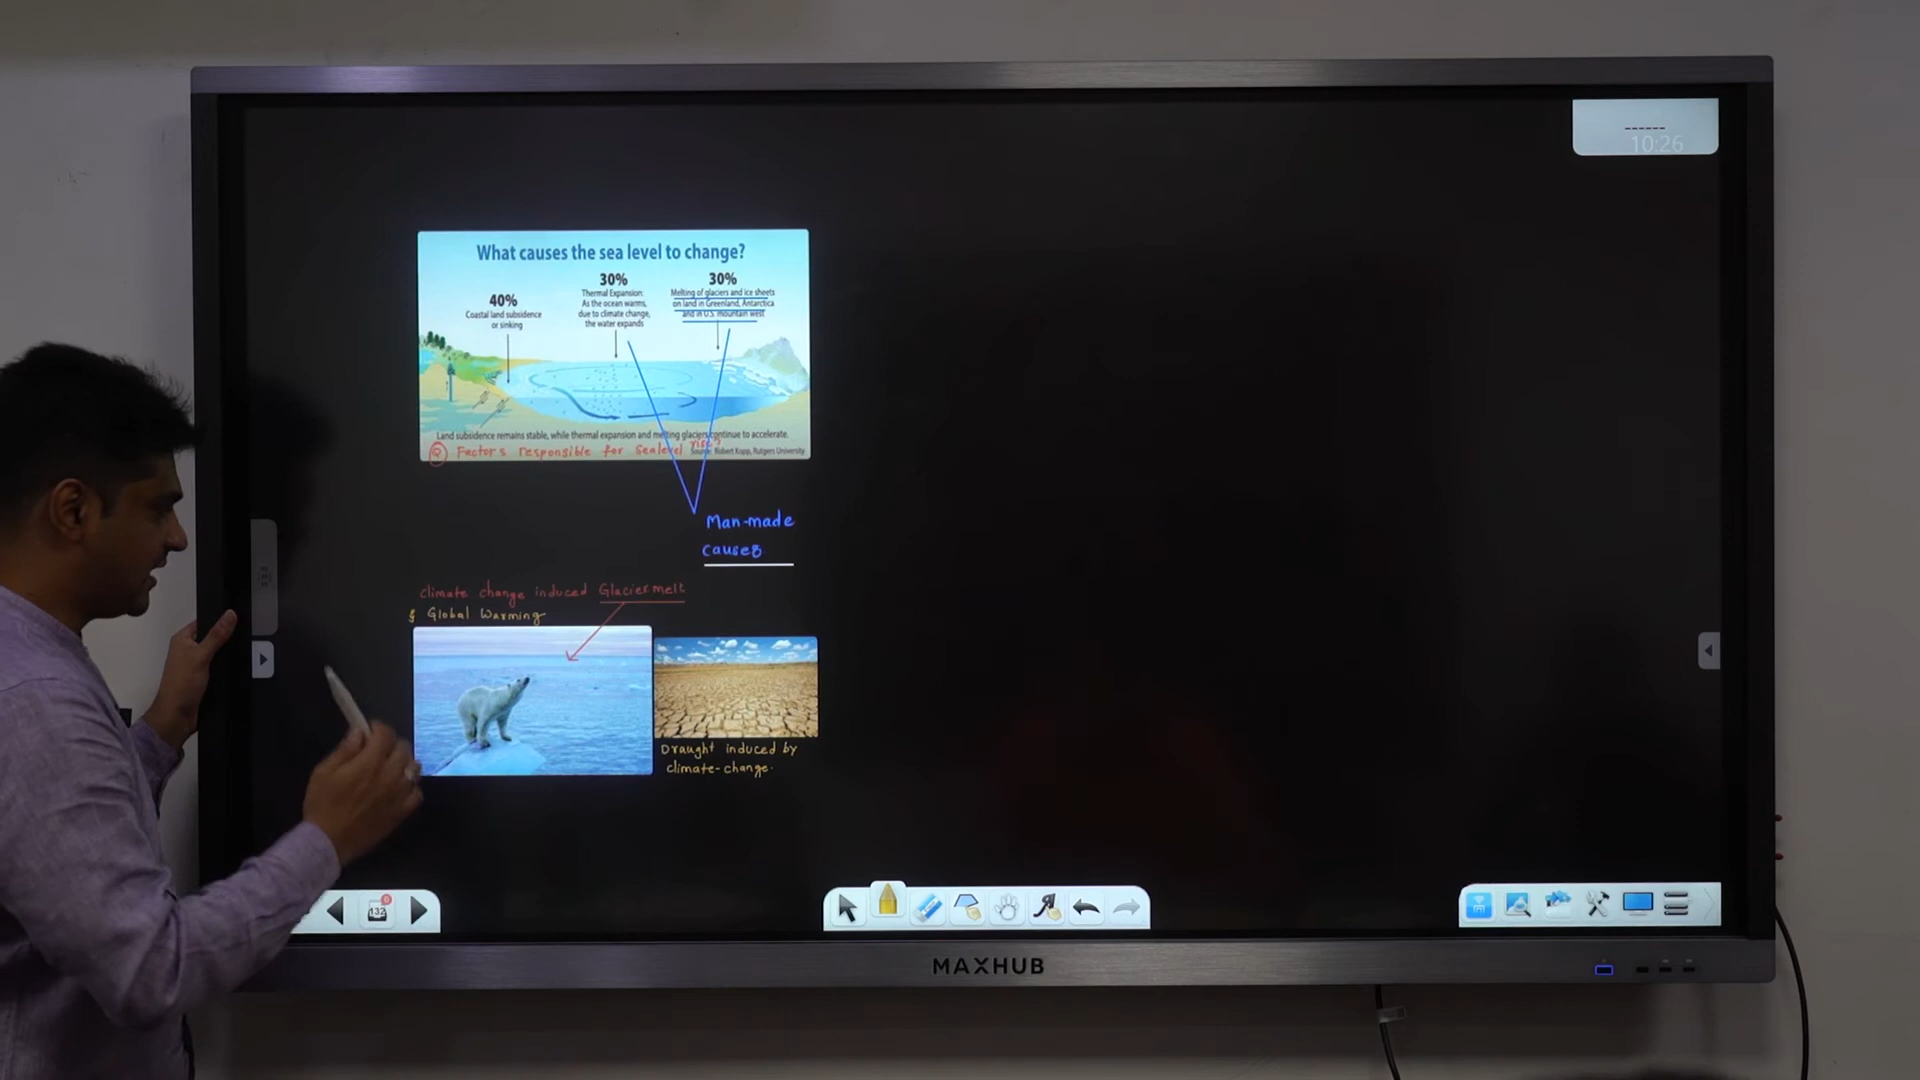 10:26
What causes the sea level to change?
40%
Coastal land subsidence
or sinking
30%
Thermal Expansion:
As the ocean warms,
due to climate change,
the water expands
30%
Melting of glaciers and ice sheets
on land in Greenland, Antarctica
and in U.S. mountain west
Land subsidence remains stable, while thermal expansion and melting glaciers continue to accelerate.
Q Factors responsible for Sealevel rise?
Source: Robert Kopp, Rutgers University
Man-made
causes
climate change induced Glacier melt
& Global Warming
Draught induced by
climate-change.
132
MAXHUB